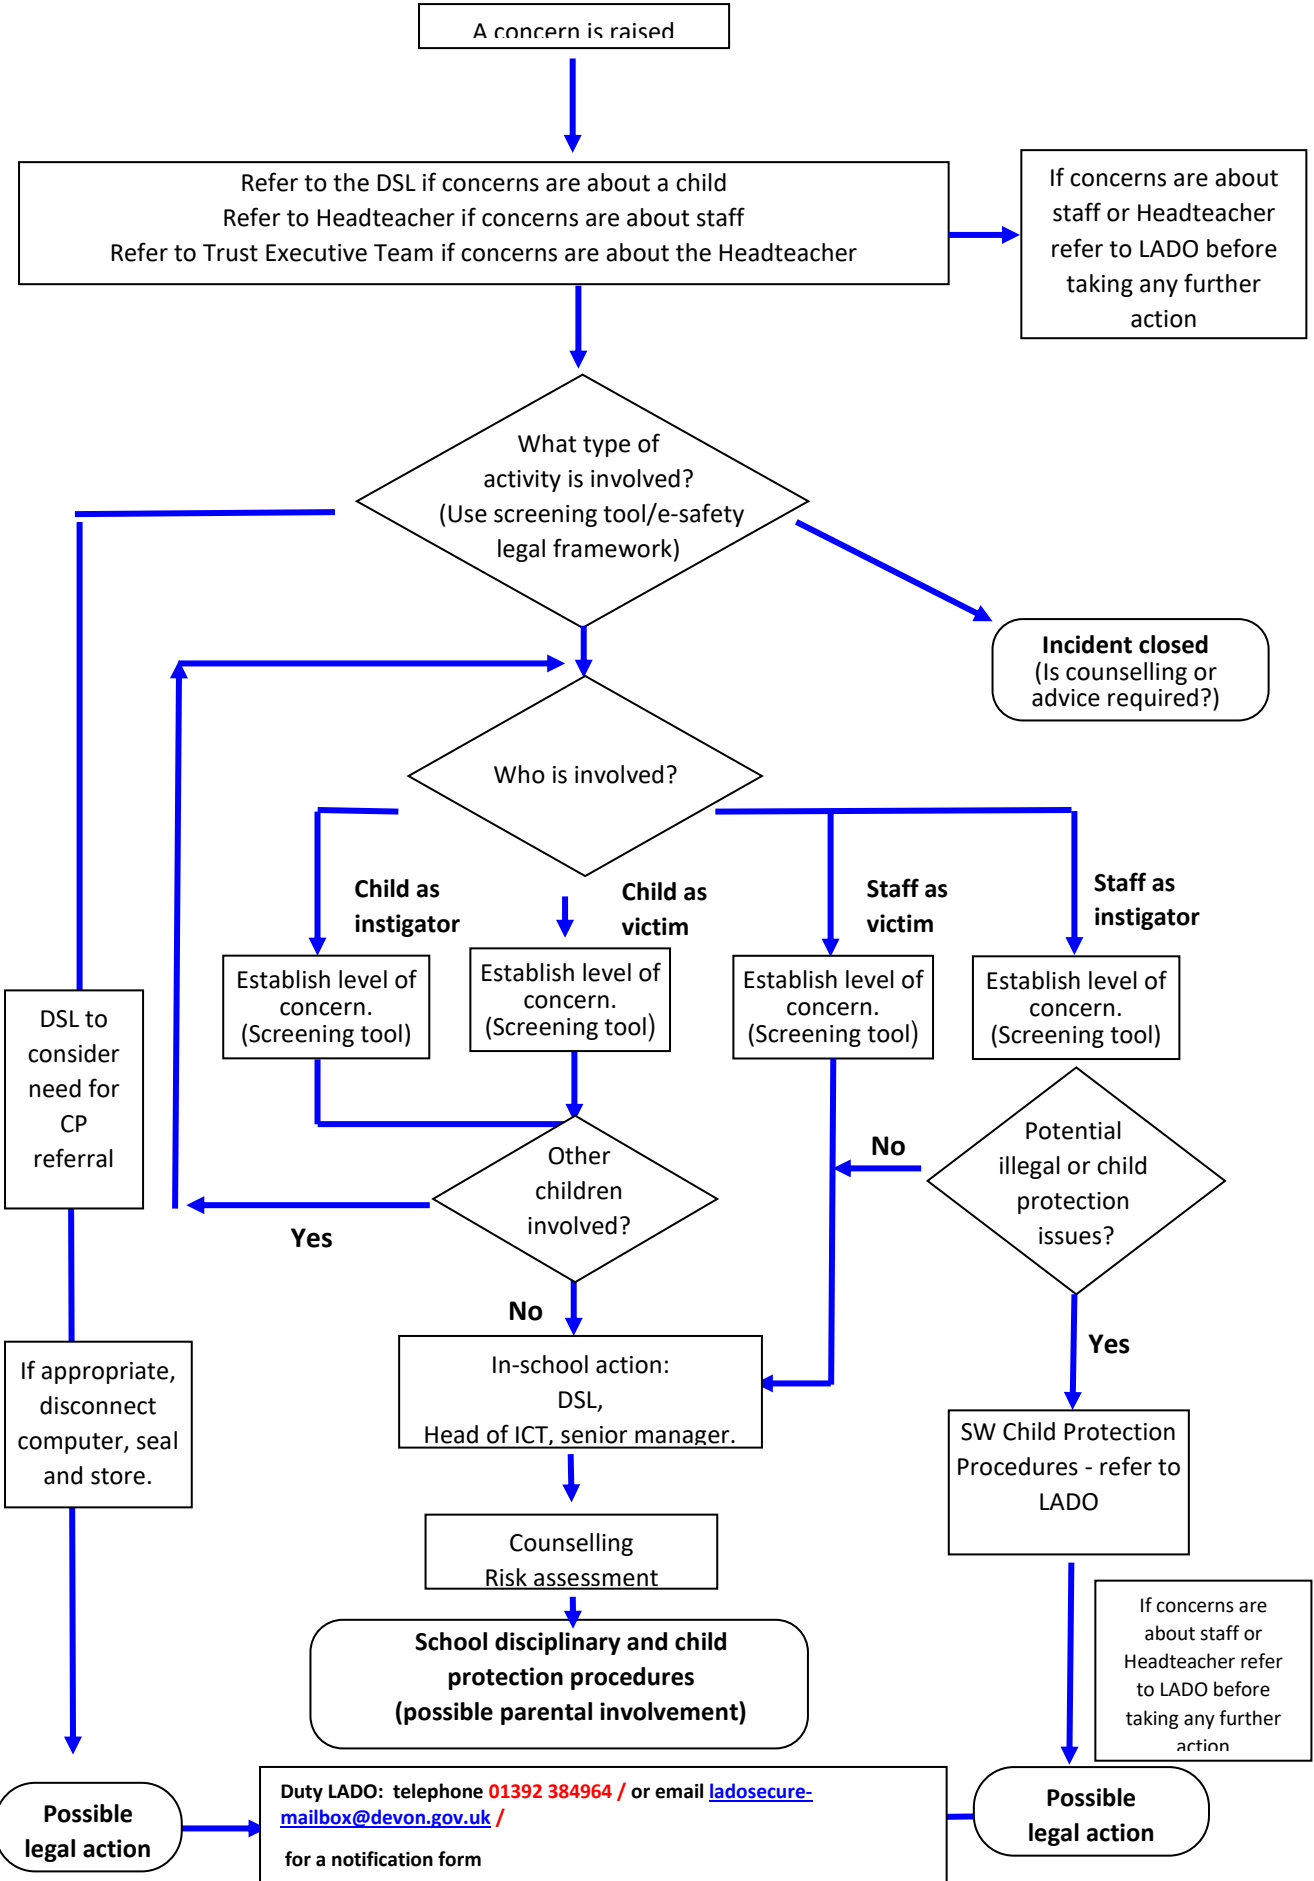 A concern is raised
Refer to the DSL if concerns are about a child
Refer to Headteacher if concerns are about staff
Refer to Trust Executive Team if concerns are about the Headteacher
If concerns are about
staff or Headteacher
refer to LADO before
taking any further
action
What type of
activity is involved?
(Use screening tool/e-safety
legal framework)
Incident closed
(Is counselling or
advice required?)
Who is involved?
Child as
instigator
Child as
victim
Staff as
victim
Staff as
instigator
Establish level of
concern.
(Screening tool)
Establish level of
concern.
(Screening tool)
Establish level of
concern.
(Screening tool)
Establish level of
concern.
(Screening tool)
DSL to
consider
need for
CP
referral
Other
children
involved?
Yes
No
Potential
illegal or child
protection
issues?
No
Yes
If appropriate,
disconnect
computer, seal
and store.
In-school action:
DSL,
Head of ICT, senior manager.
SW Child Protection
Procedures - refer to
LADO
Counselling
Risk assessment
School disciplinary and child
protection procedures
(possible parental involvement)
If concerns are
about staff or
Headteacher refer
to LADO before
taking any further
action
Possible
legal action
Duty LADO: telephone 01392 384964 / or email ladosecure-
mailbox@devon.gov.uk /
for a notification form
Possible
legal action